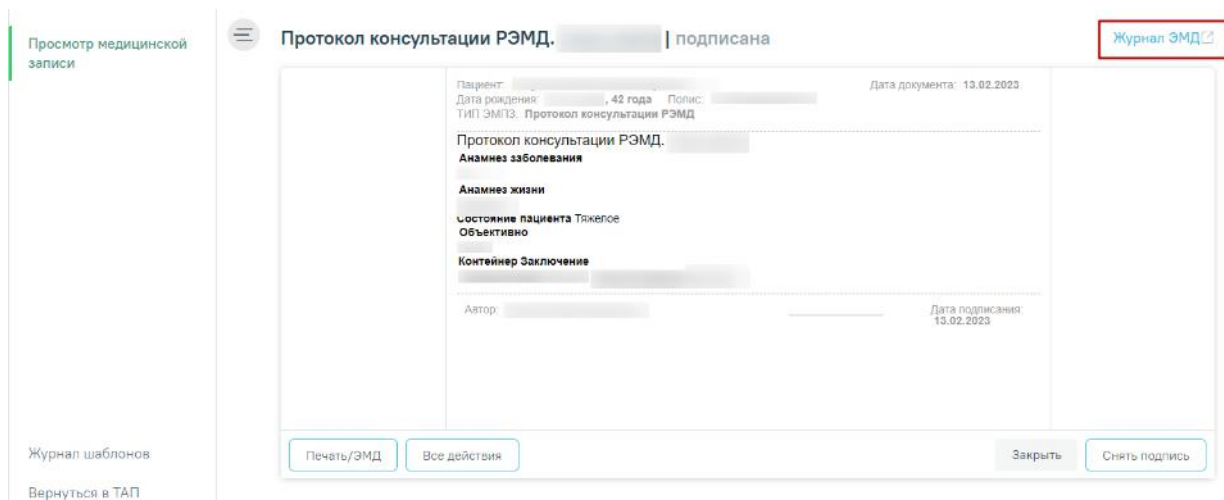 Просмотр медицинской
записи
Протокол консультации РЭМД. | подписана
Журнал ЭМД
Пациент:
Дата документа: 13.02.2023
Дата рождения: , 42 года Полис:
ТИП ЭМПЗ: Протокол консультации РЭМД
Протокол консультации РЭМД.
Анамнез заболевания
Анамнез жизни
Состояние пациента Тяжелое
Объективно
Контейнер Заключение
Автор:
Дата подписания:
13.02.2023
Печать/ЭМД
Все действия
Закрыть
Снять подпись
Журнал шаблонов
Вернуться в ТАП